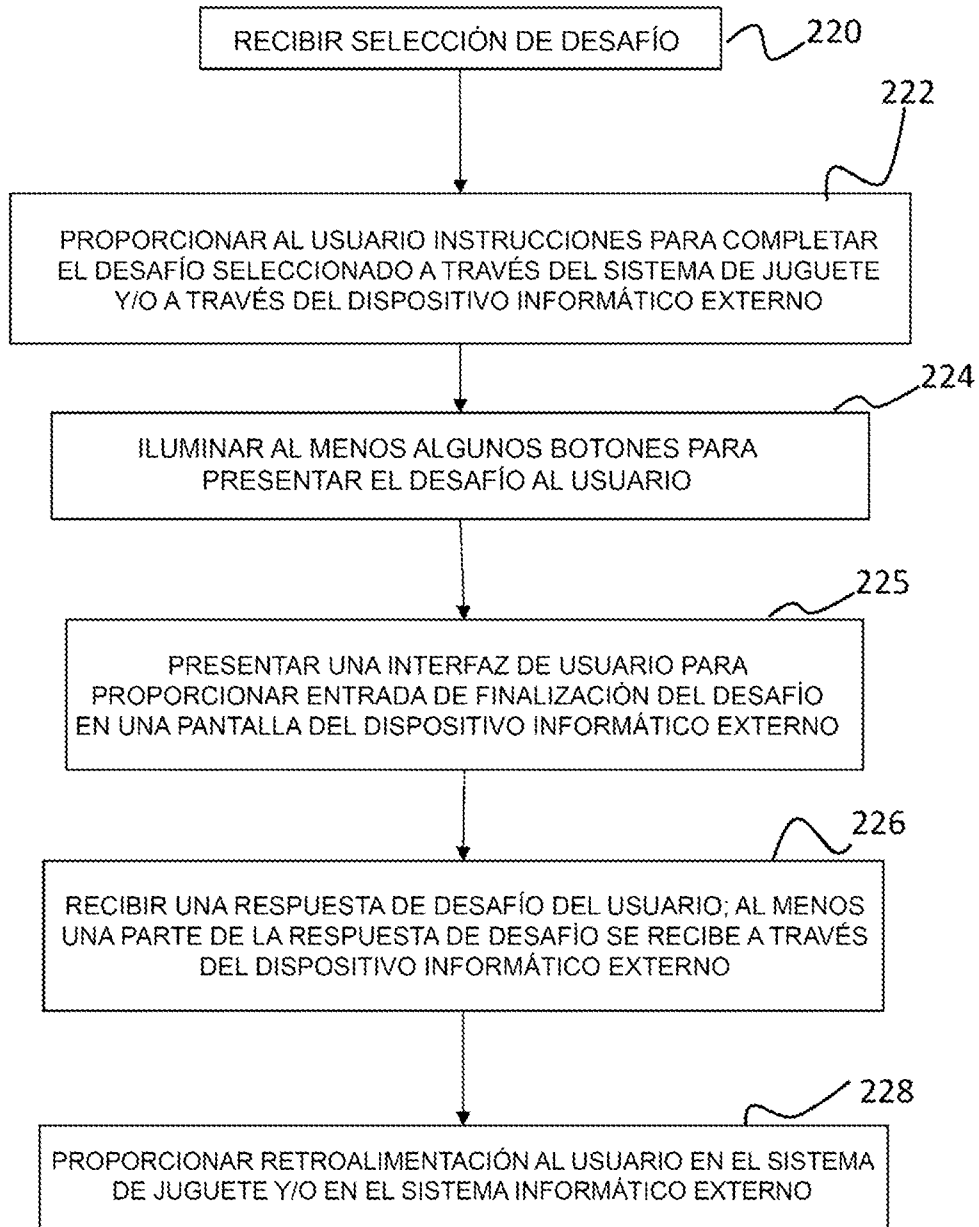 RECIBIR SELECCIÓN DE DESAFÍO
220
222
PROPORCIONAR AL USUARIO INSTRUCCIONES PARA COMPLETAR
EL DESAFÍO SELECCIONADO A TRAVÉS DEL SISTEMA DE JUGUETE
Y/O A TRAVÉS DEL DISPOSITIVO INFORMÁTICO EXTERNO
224
ILUMINAR AL MENOS ALGUNOS BOTONES PARA
PRESENTAR EL DESAFÍO AL USUARIO
225
PRESENTAR UNA INTERFAZ DE USUARIO PARA
PROPORCIONAR ENTRADA DE FINALIZACIÓN DEL DESAFÍO
EN UNA PANTALLA DEL DISPOSITIVO INFORMÁTICO EXTERNO
226
RECIBIR UNA RESPUESTA DE DESAFÍO DEL USUARIO; AL MENOS
UNA PARTE DE LA RESPUESTA DE DESAFÍO SE RECIBE A TRAVÉS
DEL DISPOSITIVO INFORMÁTICO EXTERNO
228
PROPORCIONAR RETROALIMENTACIÓN AL USUARIO EN EL SISTEMA
DE JUGUETE Y/O EN EL SISTEMA INFORMÁTICO EXTERNO